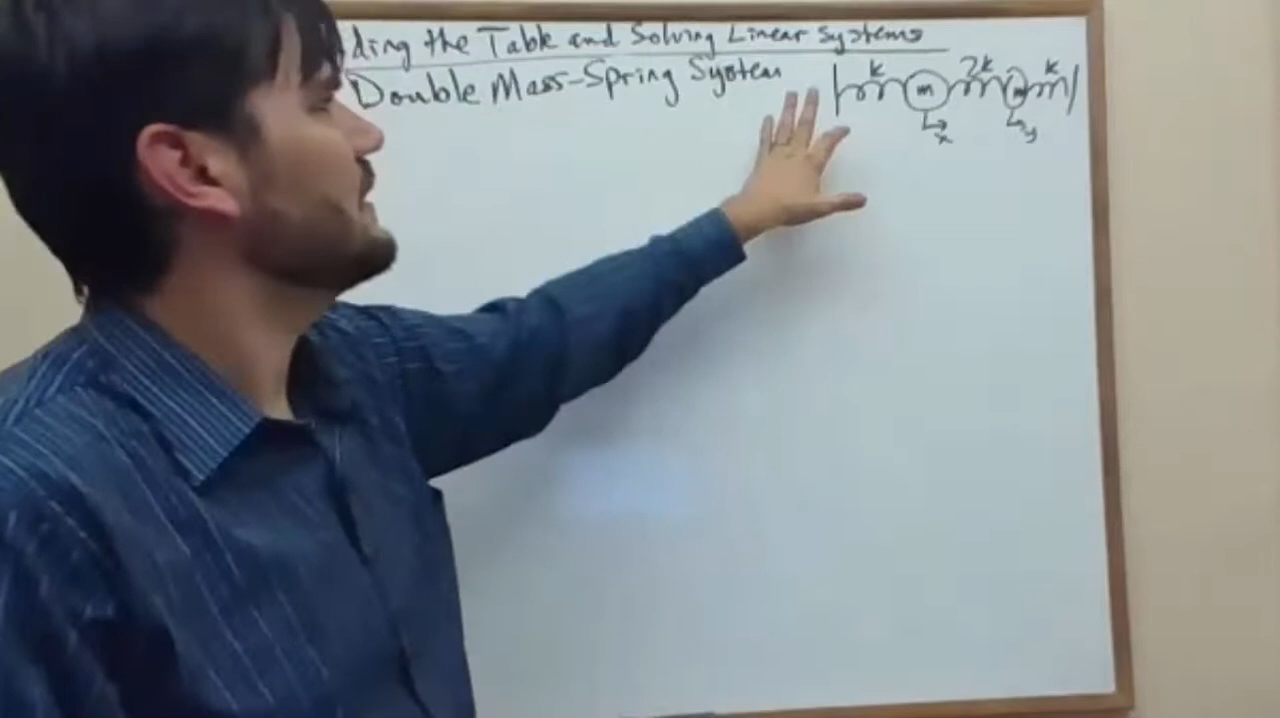 ding the Table and Solving Linear Systems
Double Mass-Spring System
k 2k k
m m
x y